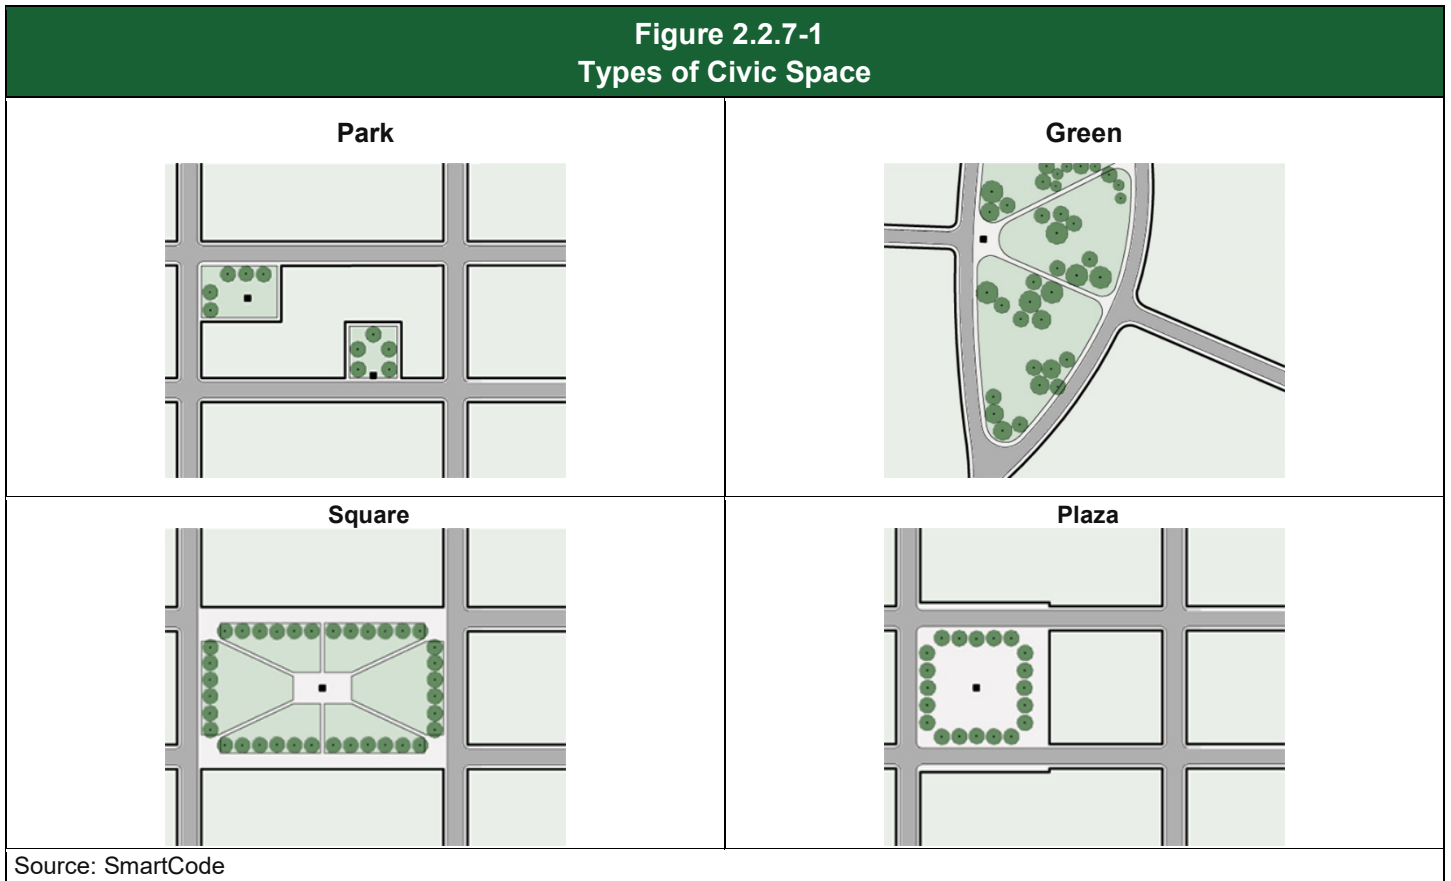 Figure 2.2.7-1
Types of Civic Space
Park
Green
Square
Plaza
Source: SmartCode